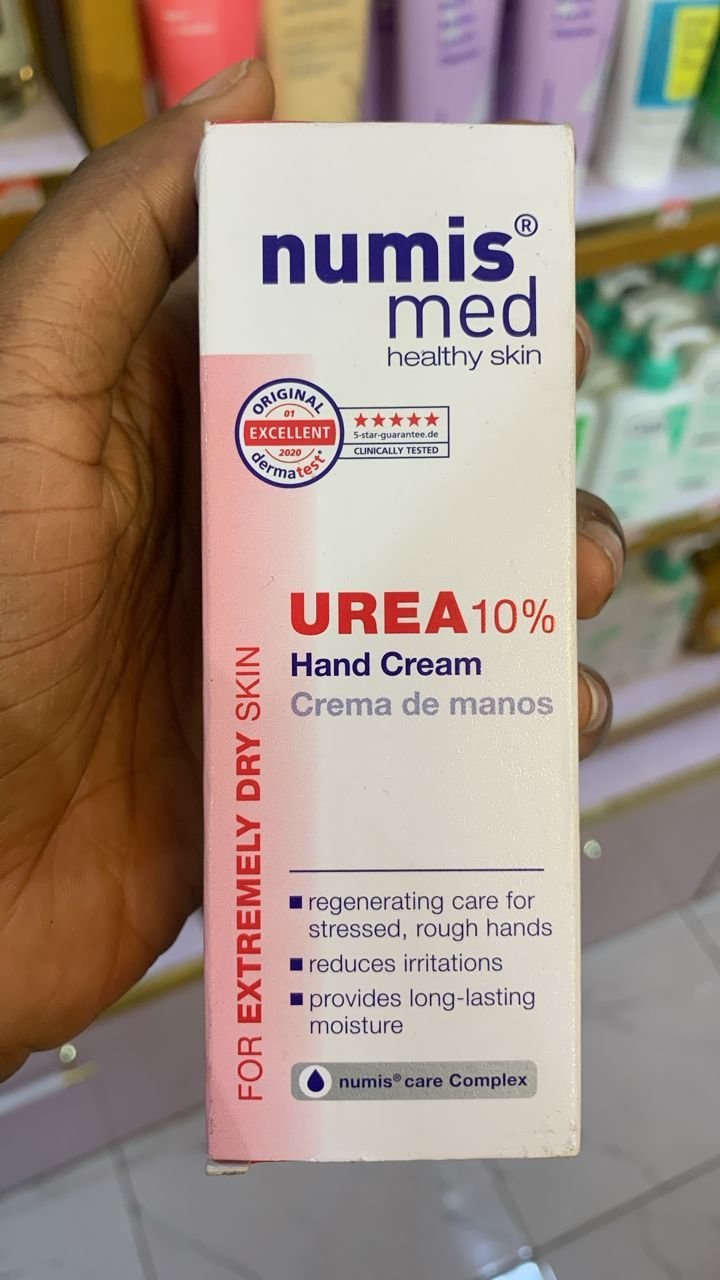 numis®
med
healthy skin
ORIGINAL
01
EXCELLENT
2020
dermatest®
5-star-guarantee.de
CLINICALLY TESTED
UREA 10%
Hand Cream
Crema de manos
FOR EXTREMELY DRY SKIN
regenerating care for
stressed, rough hands
reduces irritations
provides long-lasting
moisture
numis® care Complex